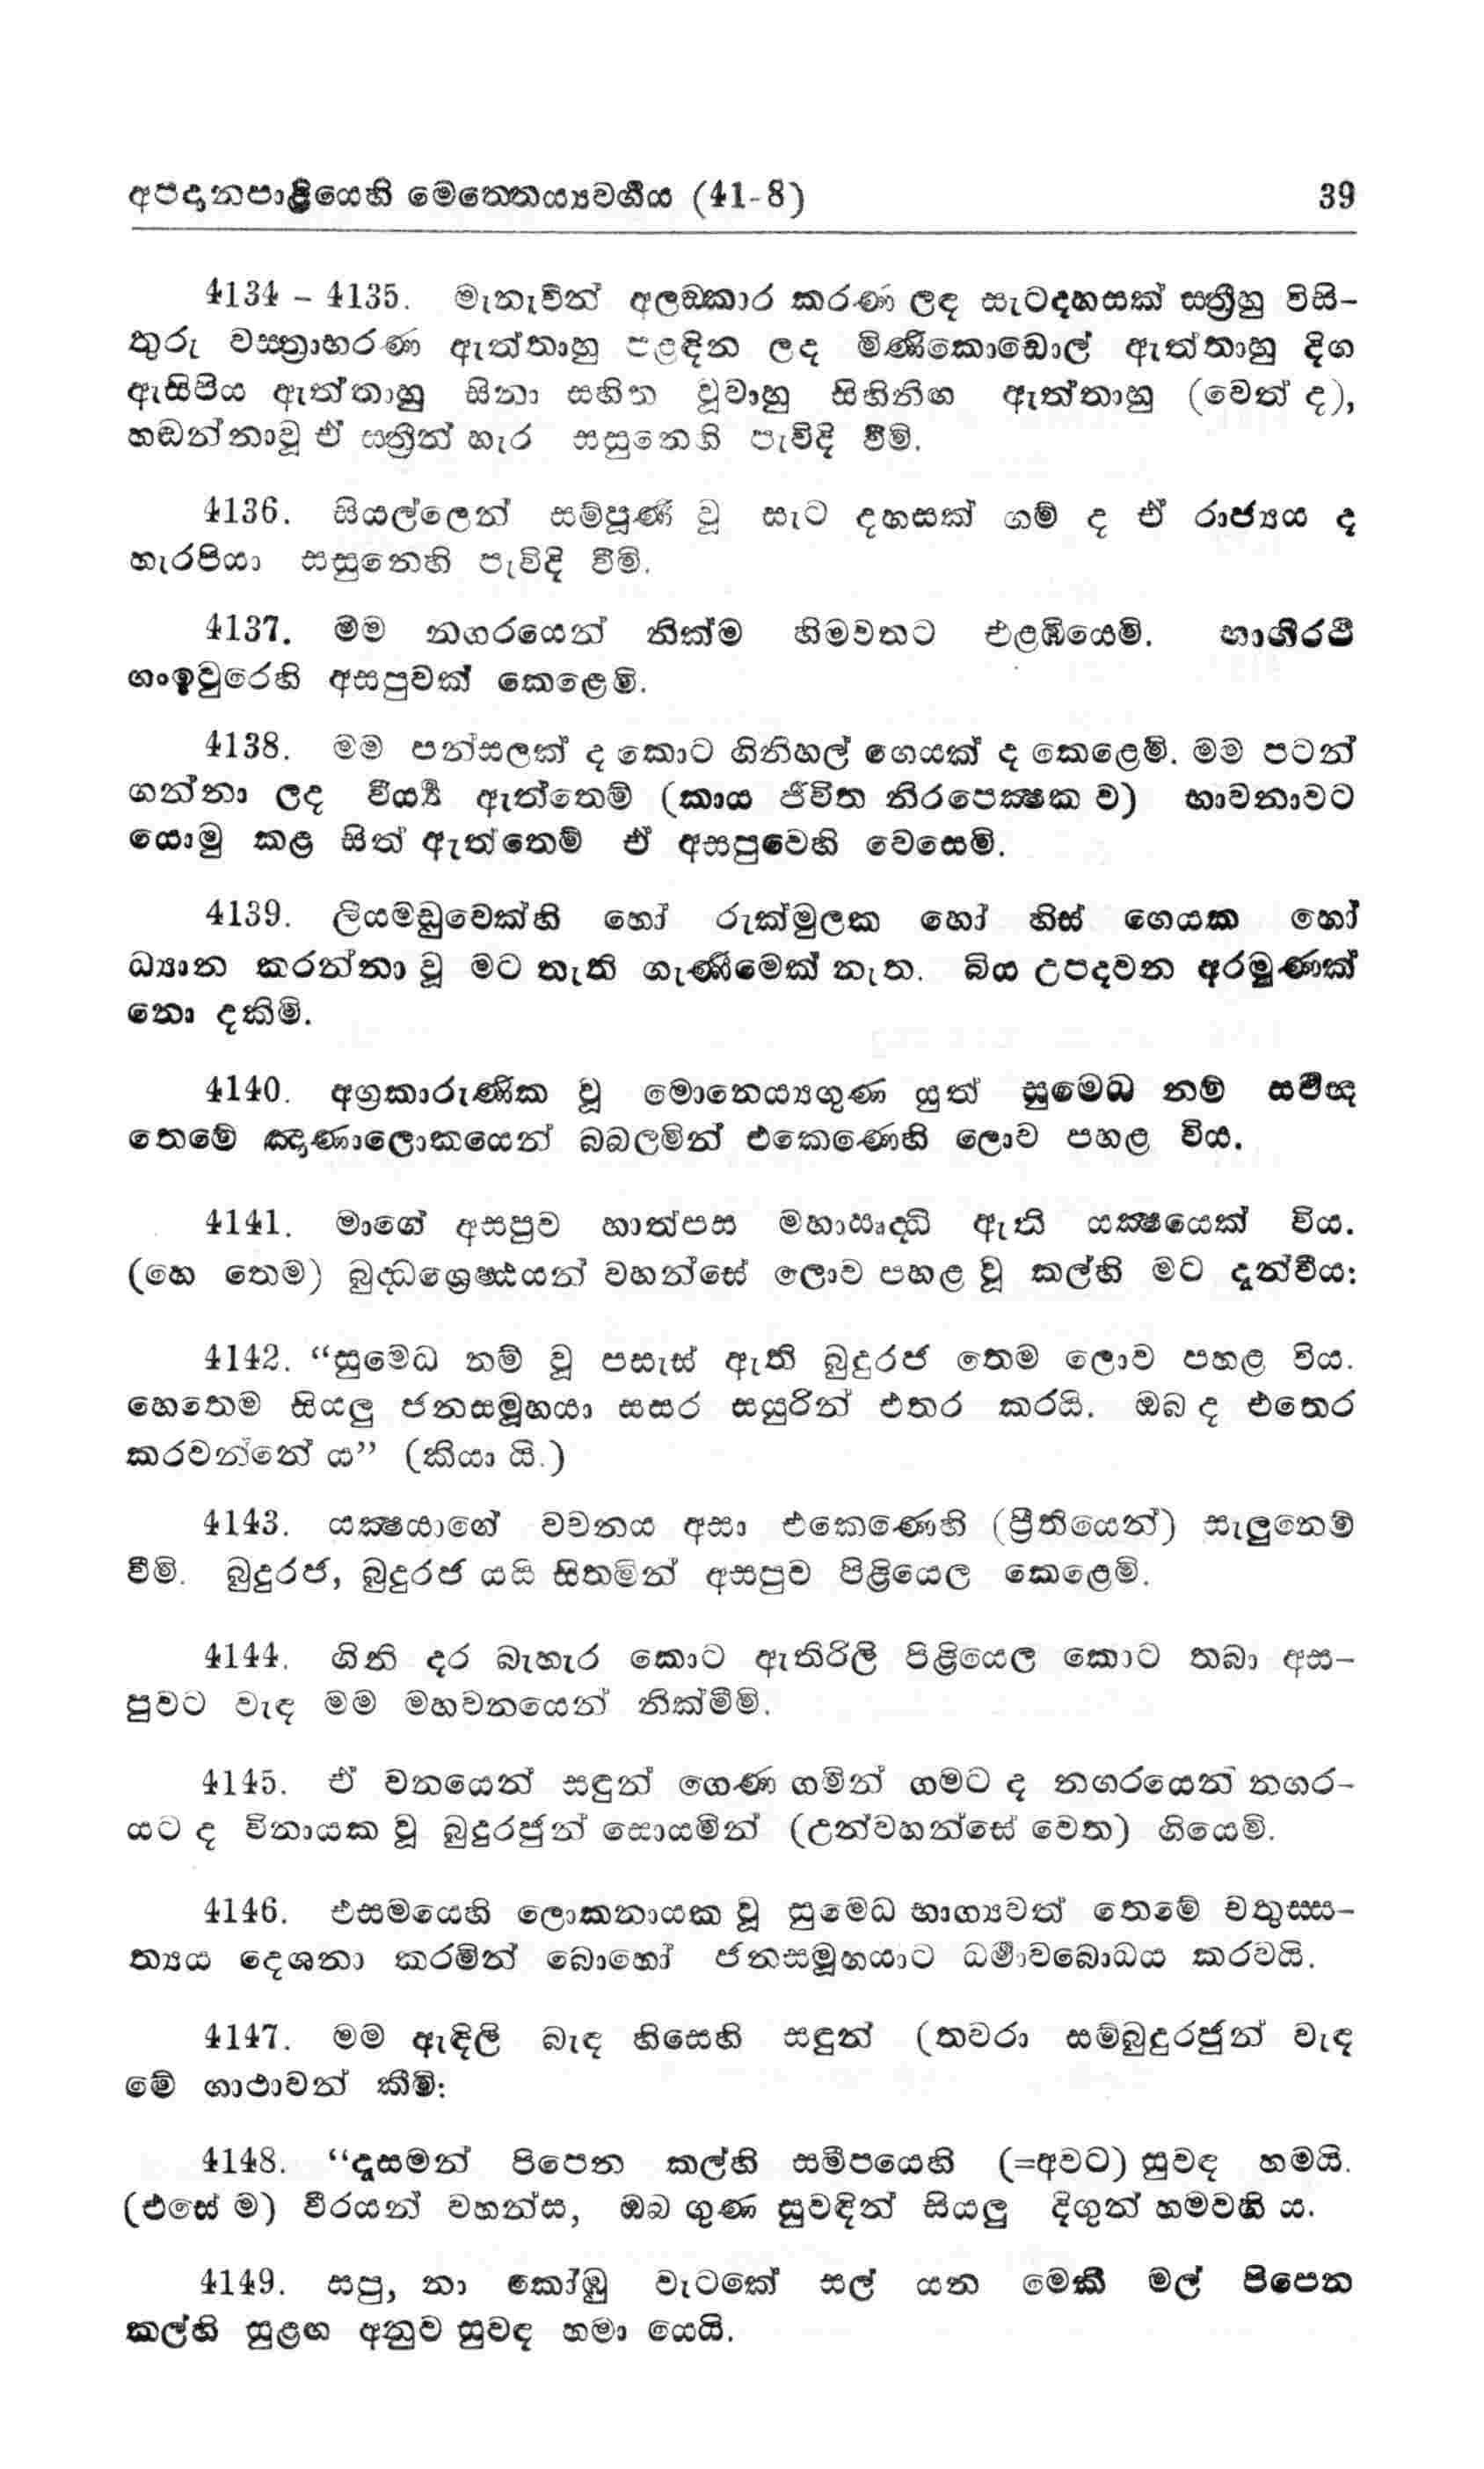 අපදානපාළියෙහි මෙත්තෙය්‍යවර්‍ගය (41-8) 39
4134 - 4135. මැනැවින් අලඞ්කාර කරණ ලද සැටදහසක් ස්ත්‍රීහු විසි-
තුරු වස්ත්‍රාභරණ ඇත්තාහු පළඳින ලද මිණිකොඬොල් ඇත්තාහු දිග
ඇසිපිය ඇත්තාහු සිනා සහිත වූවාහු සිහිනිඟ ඇත්තාහු (වෙත් ද),
හඬන්නාවූ ඒ ස්ත්‍රීන් හැර සසුනෙහි පැවිදි වීමි.
4136. සියල්ලෙන් සම්පූර්‍ණ වූ සැට දහසක් ගම් ද ඒ රාජ්‍යය ද
හැරපියා සසුනෙහි පැවිදි වීමි.
4137. මම නගරයෙන් නික්ම හිමවතට එළඹියෙමි. භාගීරථී
ගංඉවුරෙහි අසපුවක් කෙළෙමි.
4138. මම පන්සලක් ද කොට ගිනිහල් ගෙයක් ද කෙළෙමි. මම පටන්
ගන්නා ලද වීර්‍ය්‍ය ඇත්තෙම් (කාය ජීවිත නිරපෙක්‍ෂක ව) භාවනාවට
යොමු කළ සිත් ඇත්තෙම් ඒ අසපුවෙහි වෙසෙමි.
4139. ලියමඩුවෙක්හි හෝ රුක්මුලක හෝ හිස් ගෙයක හෝ
ධ්‍යාන කරන්නා වූ මට තැති ගැණීමෙක් නැත. බිය උපදවන අරමුණක්
නො දකිමි.
4140. අග්‍රකාරුණික වූ මොනෙය්‍යගුණ යුත් සුමෙධ නම් සර්‍වඥ
තෙමේ ඤාණාලොකයෙන් බබලමින් එකෙණෙහි ලොව පහළ විය.
4141. මාගේ අසපුව හාත්පස මහාඍද්ධි ඇති යක්‍ෂයෙක් විය.
(හෙ තෙම) බුද්ධශ්‍රෙෂ්ඨයන් වහන්සේ ලොව පහළ වූ කල්හි මට දැන්වීය:
4142. “සුමෙධ නම් වූ පසැස් ඇති බුදුරජ තෙම ලොව පහළ විය.
හෙතෙම සියලු ජනසමූහයා සසර සයුරින් එතර කරයි. ඔබ ද එතෙර
කරවන්නේ ය” (කියා යි.)
4143. යක්‍ෂයාගේ වචනය අසා එකෙණෙහි (ප්‍රීතියෙන්) සැලුනෙම්
වීමි. බුදුරජ, බුදුරජ යයි සිතමින් අසපුව පිළියෙල කෙළෙමි.
4144. ගිනි දර බැහැර කොට ඇතිරිලි පිළියෙල කොට තබා අස-
පුවට වැඳ මම මහවනයෙන් නික්මීමි.
4145. ඒ වනයෙන් සඳුන් ගෙණ ගමින් ගමට ද නගරයෙන් නගර-
යට ද විනායක වූ බුදුරජුන් සොයමින් (උන්වහන්සේ වෙත) ගියෙමි.
4146. එසමයෙහි ලොකනායක වූ සුමෙධ භාග්‍යවත් තෙමේ චතුස්ස-
ත්‍යය දෙශනා කරමින් බොහෝ ජනසමූහයාට ධර්‍මාවබොධය කරවයි.
4147. මම ඇඳිලි බැඳ හිසෙහි සඳුන් (තවරා සම්බුදුරජුන් වැඳ
මේ ගාථාවන් කීමි:
4148. “දෑසමන් පිපෙන කල්හි සමීපයෙහි (=අවට) සුවඳ හමයි.
(එසේ ම) වීරයන් වහන්ස, ඔබ ගුණ සුවඳින් සියලු දිගුන් හමවහි ය.
4149. සපු, නා කෝඹු වැටකේ සල් යන මෙකී මල් පිපෙන
කල්හි සුළඟ අනුව සුවඳ හමා යෙයි.